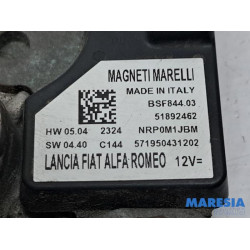 MAGNETI MARELLI
MADE IN ITALY
BSF844.03
51892462
HW 05.04 2324 NRP0M1JBM
SW 04.40 C144 571950431202
LANCIA FIAT ALFA ROMEO 12V=
MARESIA